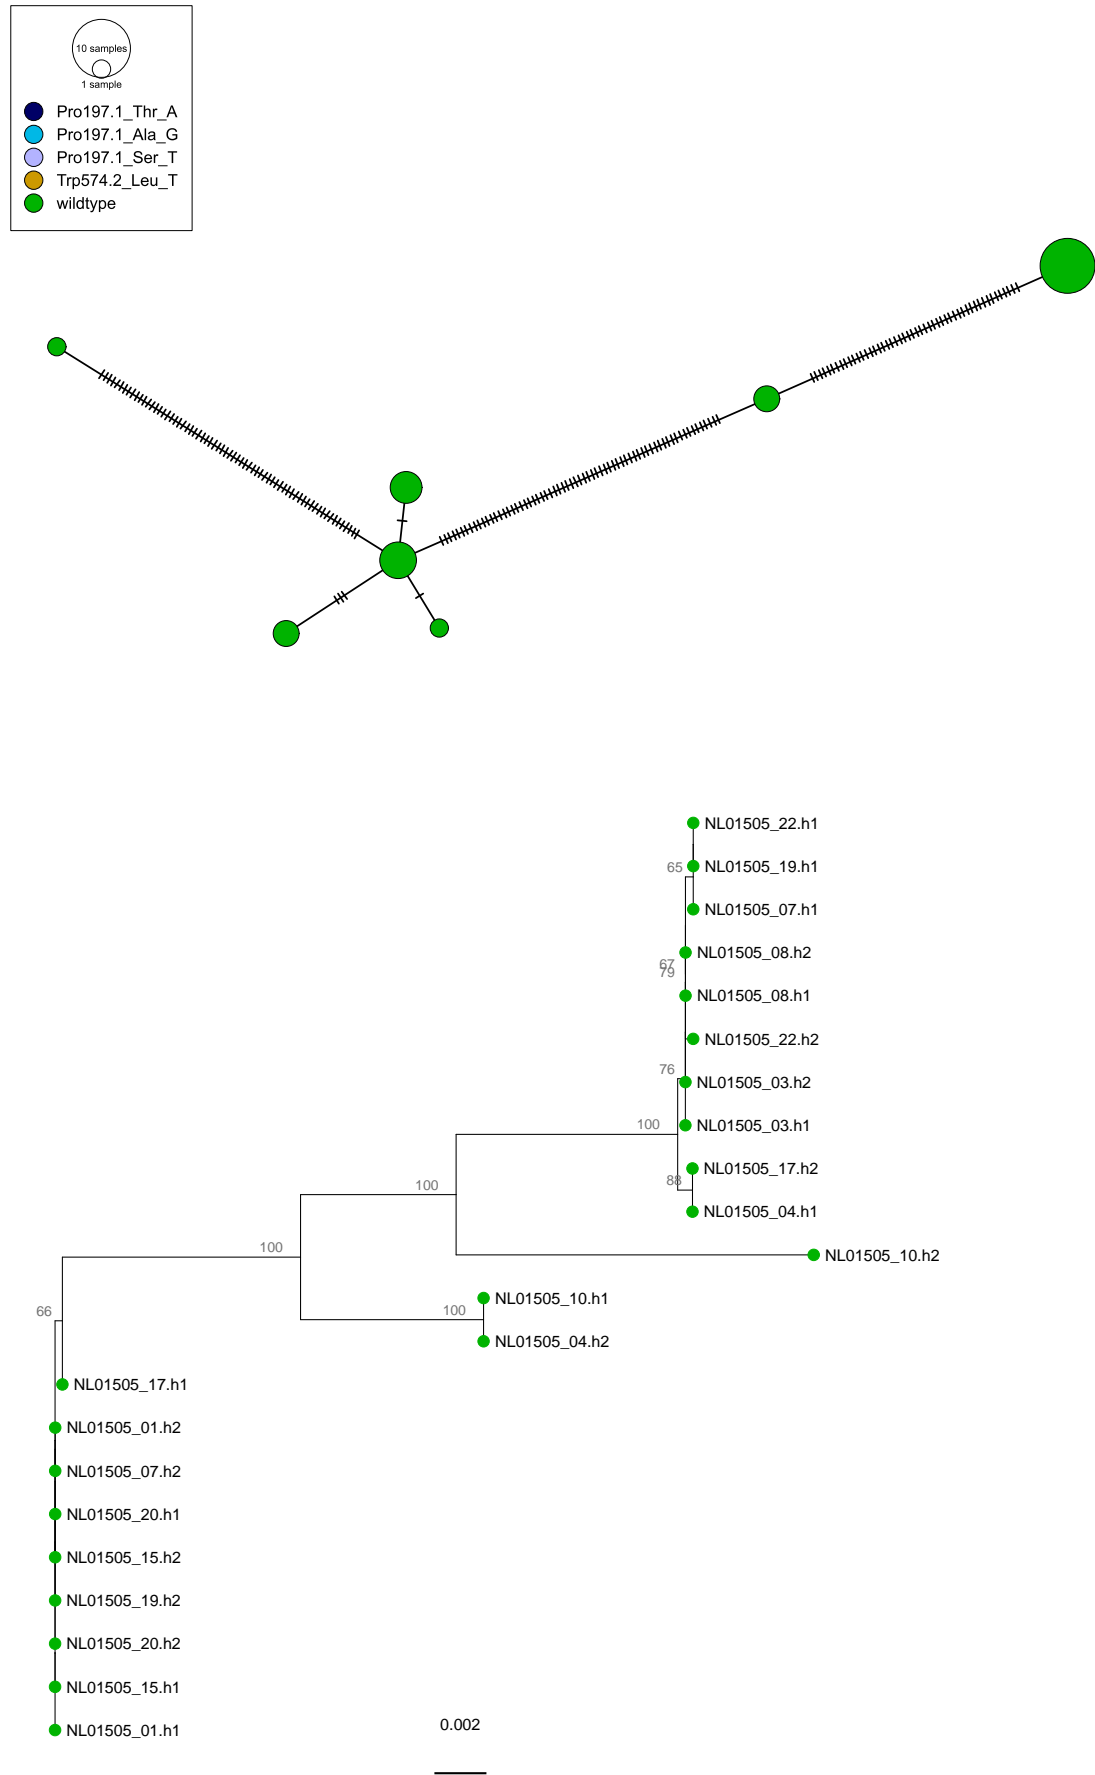 10 samples
1 sample
Pro197.1_Thr_A
Pro197.1_Ala_G
Pro197.1_Ser_T
Trp574.2_Leu_T
wildtype
NL01505_22.h1
65
NL01505_19.h1
NL01505_07.h1
NL01505_08.h2
67
79
NL01505_08.h1
NL01505_22.h2
76
NL01505_03.h2
100
NL01505_03.h1
NL01505_17.h2
88
100
NL01505_04.h1
100
NL01505_10.h2
NL01505_10.h1
66
100
NL01505_04.h2
NL01505_17.h1
NL01505_01.h2
NL01505_07.h2
NL01505_20.h1
NL01505_15.h2
NL01505_19.h2
NL01505_20.h2
NL01505_15.h1
NL01505_01.h1
0.002